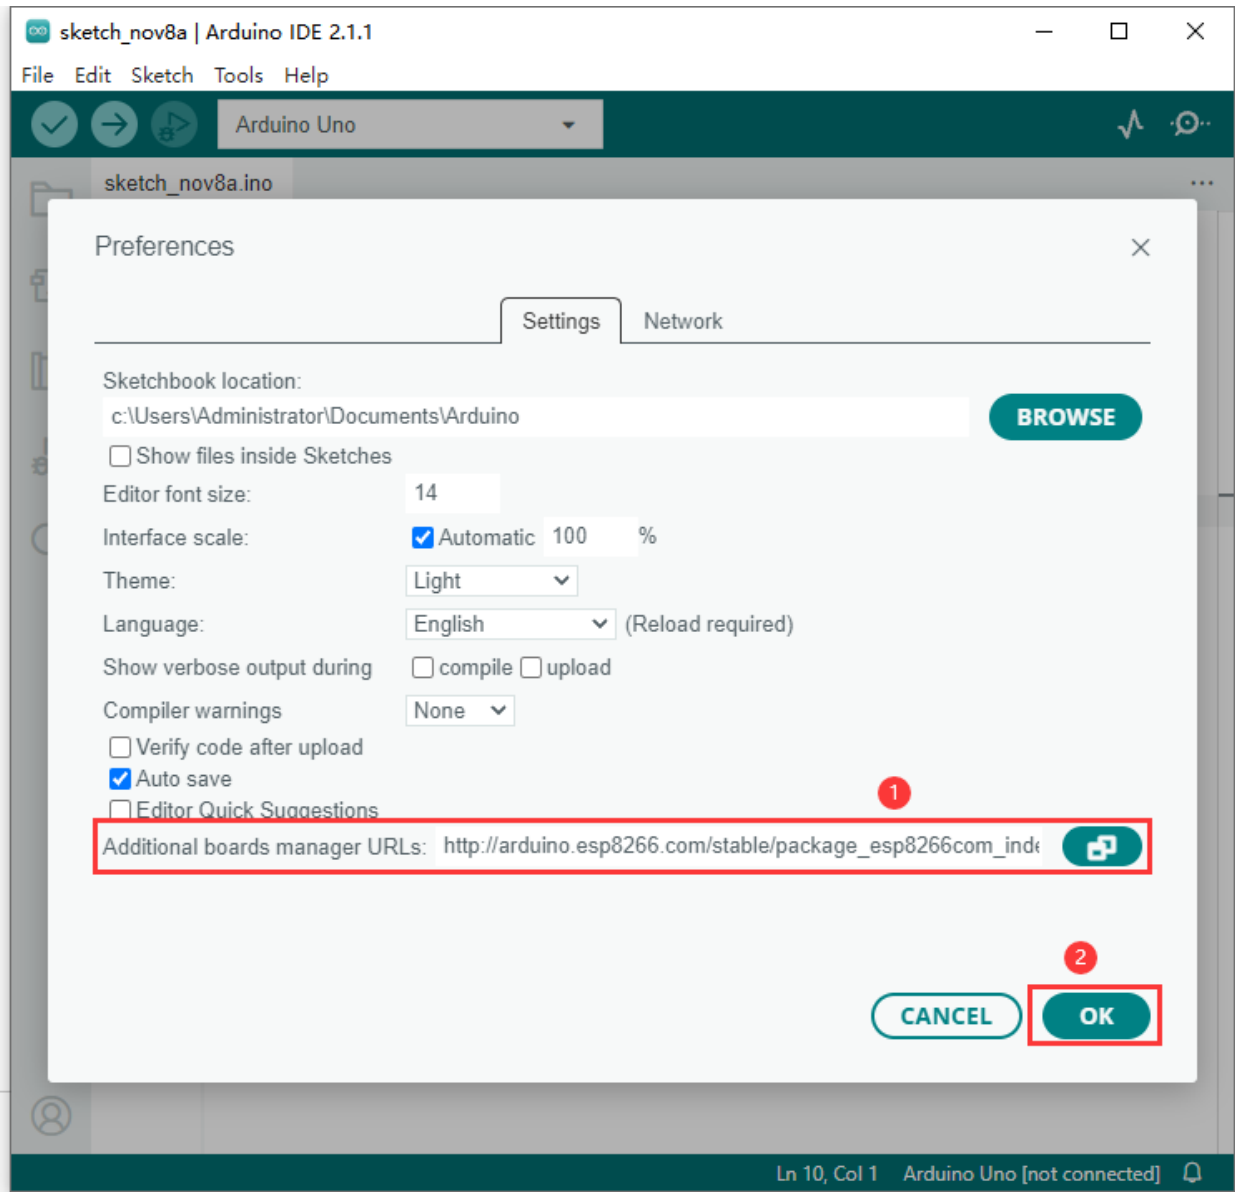 sketch_nov8a | Arduino IDE 2.1.1
File Edit Sketch Tools Help
Arduino Uno
sketch_nov8a.ino
Preferences
Settings Network
Sketchbook location:
c:\Users\Administrator\Documents\Arduino
BROWSE
Show files inside Sketches
Editor font size: 14
Interface scale: Automatic 100 %
Theme: Light
Language: English (Reload required)
Show verbose output during compile upload
Compiler warnings None
Verify code after upload
Auto save
1
Editor Quick Suggestions
Additional boards manager URLs: http://arduino.esp8266.com/stable/package_esp8266com_inde
2
CANCEL OK
Ln 10, Col 1 Arduino Uno [not connected]